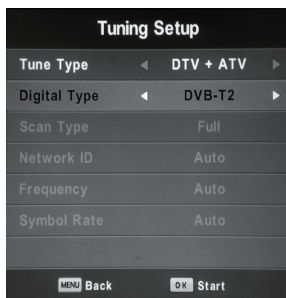 Tuning Setup
Tune Type DTV + ATV
Digital Type DVB-T2
Scan Type Full
Network ID Auto
Frequency Auto
Symbol Rate Auto
MENU Back OK Start